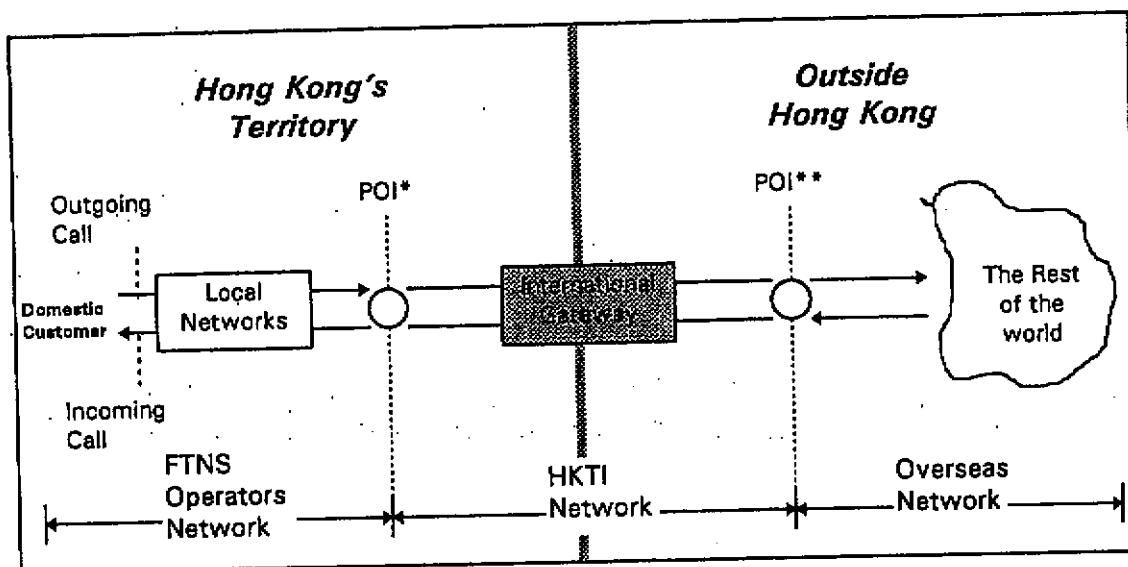 Hong Kong's
Territory
Outside
Hong Kong
POI*
POI**
Outgoing
Call
Domestic
Customer
Local
Networks
International
Gateway
The Rest
of the
world
Incoming
Call
FTNS
Operators
Network
HKTI
Network
Overseas
Network